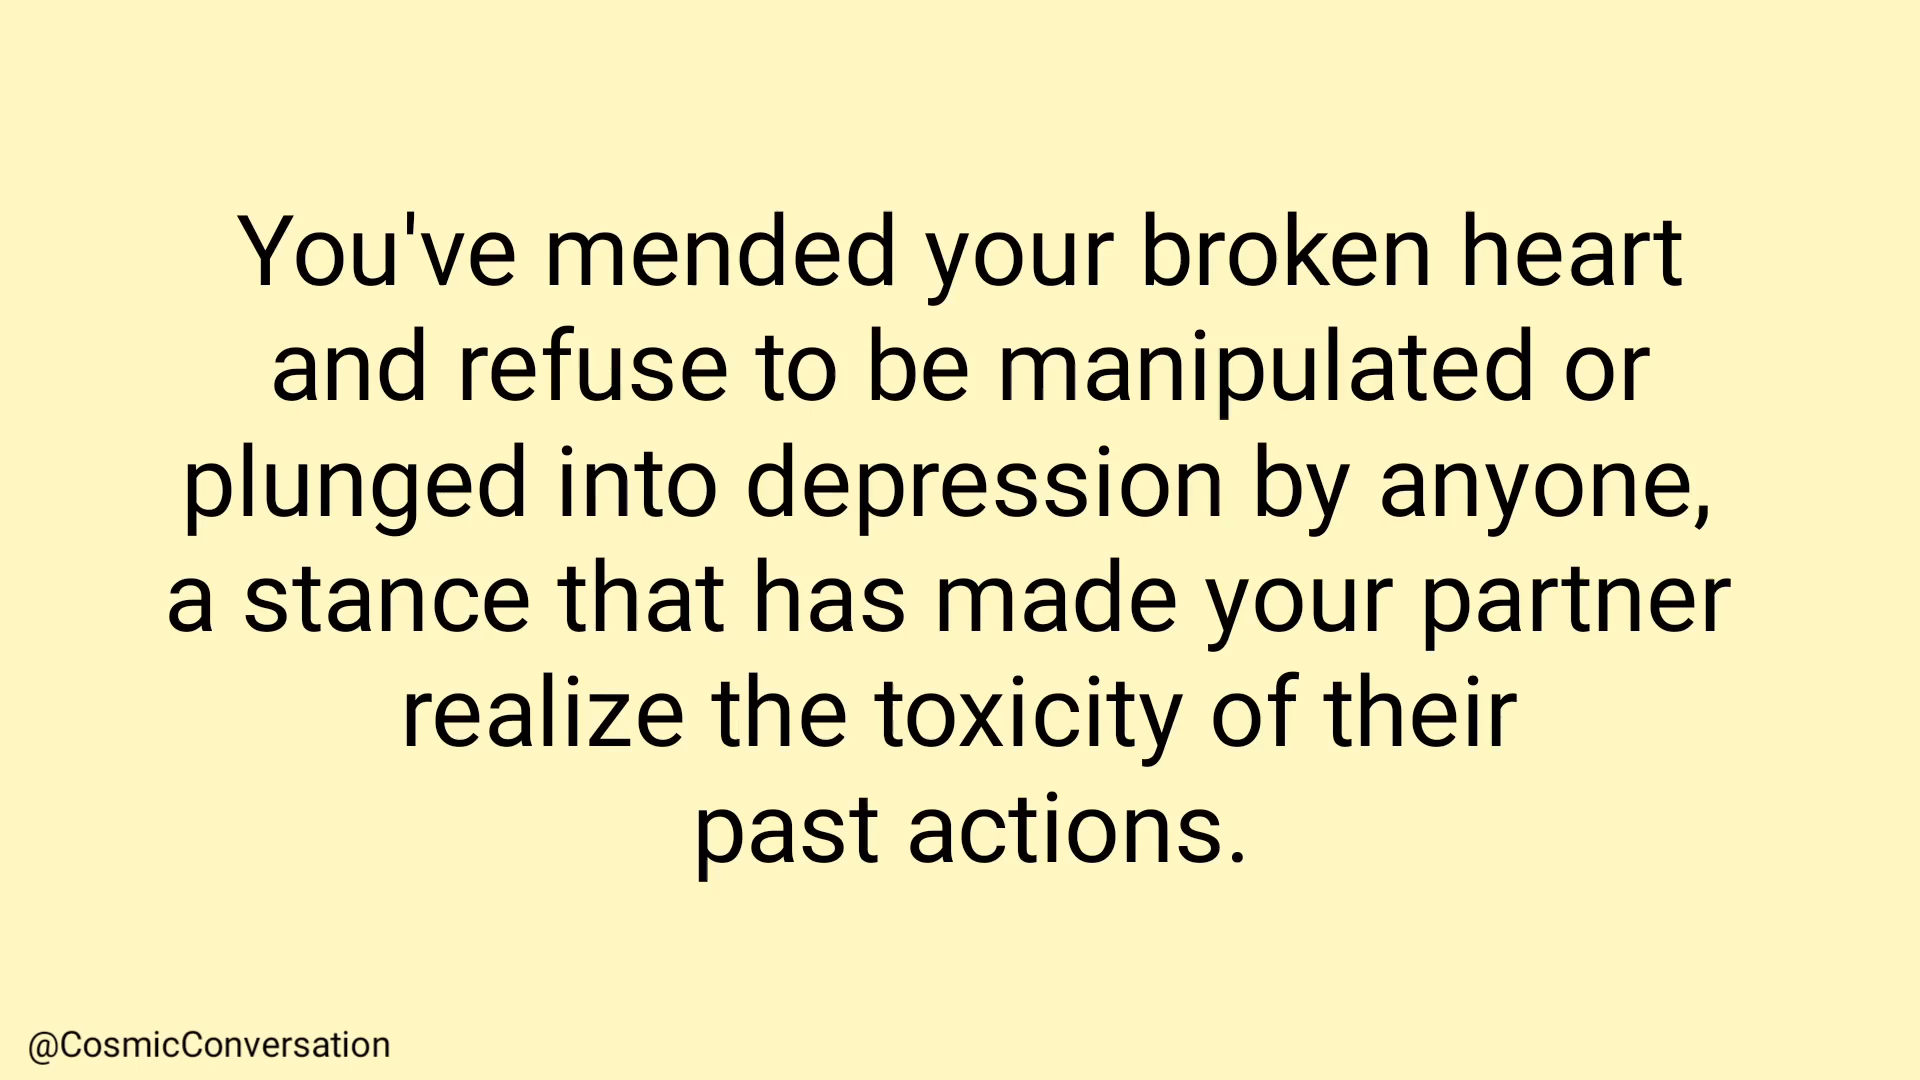 You've mended your broken heart
and refuse to be manipulated or
plunged into depression by anyone,
a stance that has made your partner
realize the toxicity of their
past actions.
@CosmicConversation